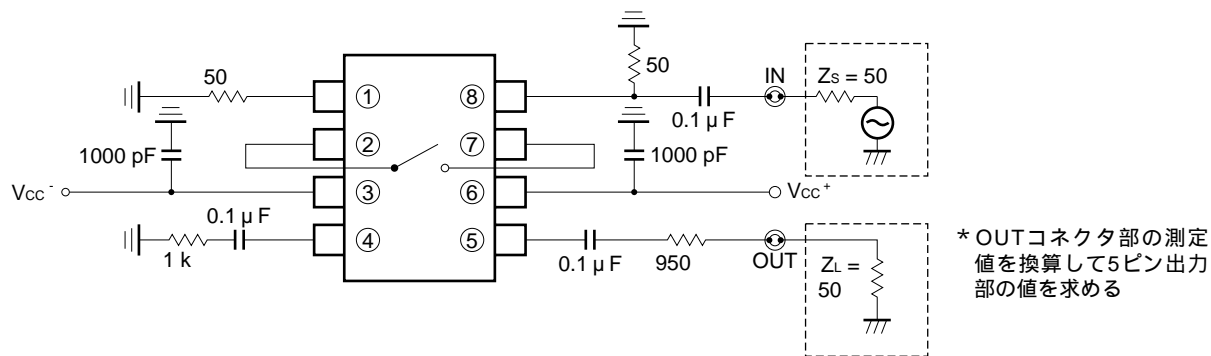 50
1000 pF
VCC-
0.1 μF
1 k
①
②
③
④
⑧
⑦
⑥
⑤
50
0.1 μF
IN
ZS = 50
1000 pF
VCC+
0.1 μF
950
OUT
ZL =
50
*OUTコネクタ部の測定
値を換算して5ピン出力
部の値を求める